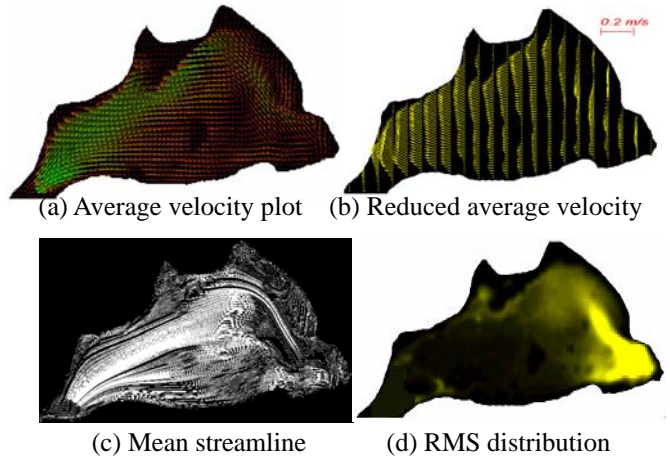 0.2 m/s
(a) Average velocity plot
(b) Reduced average velocity
(c) Mean streamline
(d) RMS distribution